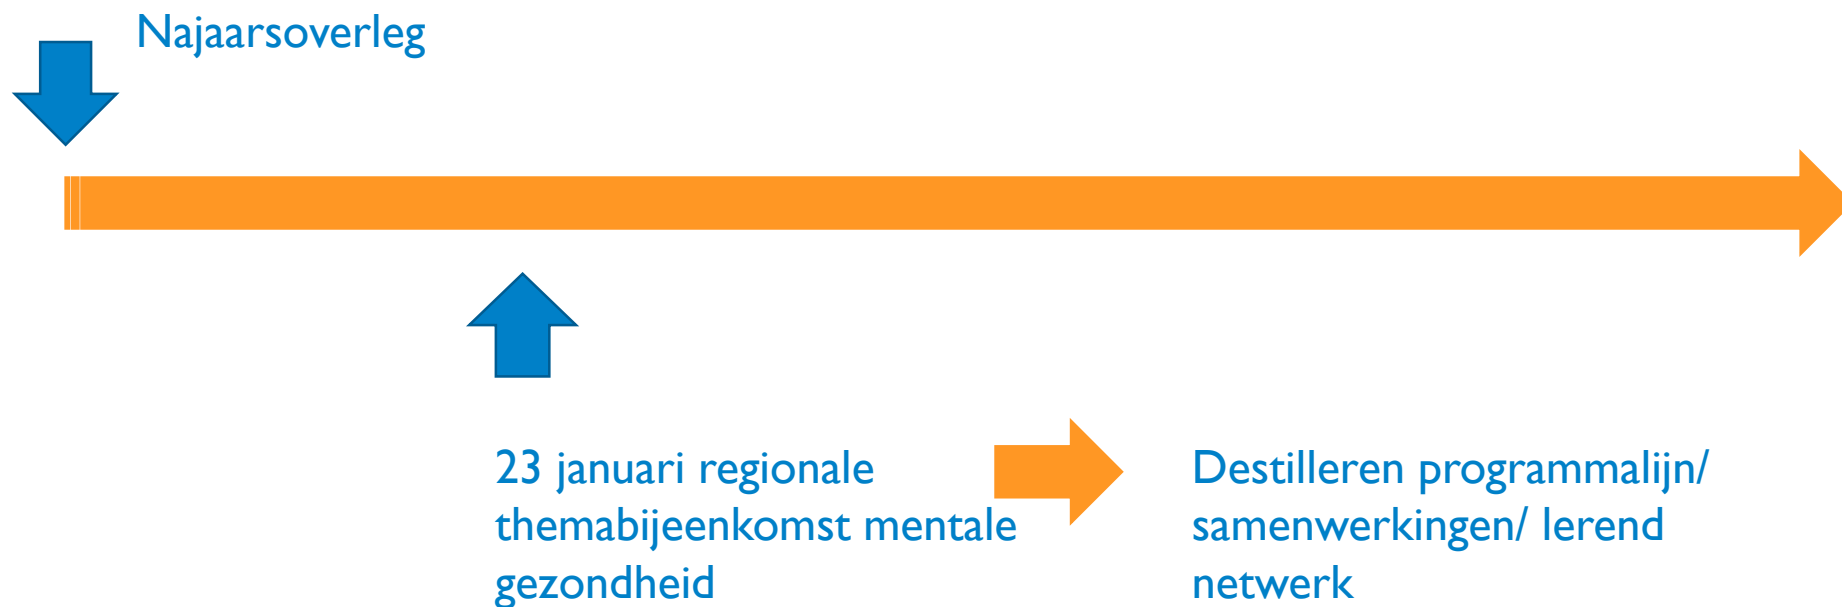 Najaarsoverleg
23 januari regionale
themabijeenkomst mentale
gezondheid
Destilleren programmalijn/
samenwerkingen/ lerend
netwerk